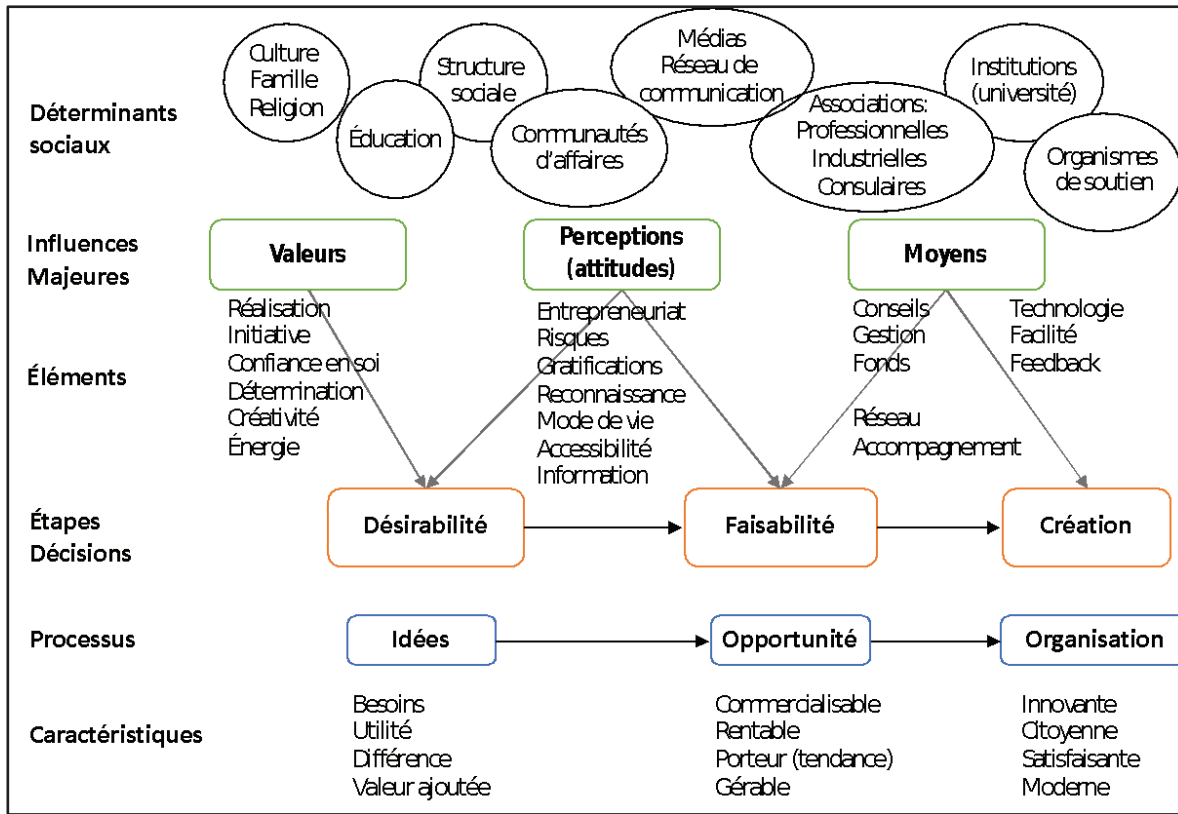 Déterminants
sociaux
Culture
Famille
Religion
Éducation
Structure
sociale
Communautés
d'affaires
Médias
Réseau de
communication
Associations:
Professionnelles
Industrielles
Consulaires
Institutions
(université)
Organismes
de soutien
Influences
Majeures
Valeurs
Perceptions
(attitudes)
Moyens
Éléments
Réalisation
Initiative
Confiance en soi
Détermination
Créativité
Énergie
Entrepreneuriat
Risques
Gratifications
Reconnaissance
Mode de vie
Accessibilité
Information
Conseils
Gestion
Fonds
Réseau
Accompagnement
Technologie
Facilité
Feedback
Étapes
Décisions
Désirabilité
Faisabilité
Création
Processus
Idées
Opportunité
Organisation
Caractéristiques
Besoins
Utilité
Différence
Valeur ajoutée
Commercialisable
Rentable
Porteur (tendance)
Gérable
Innovante
Citoyenne
Satisfaisante
Moderne